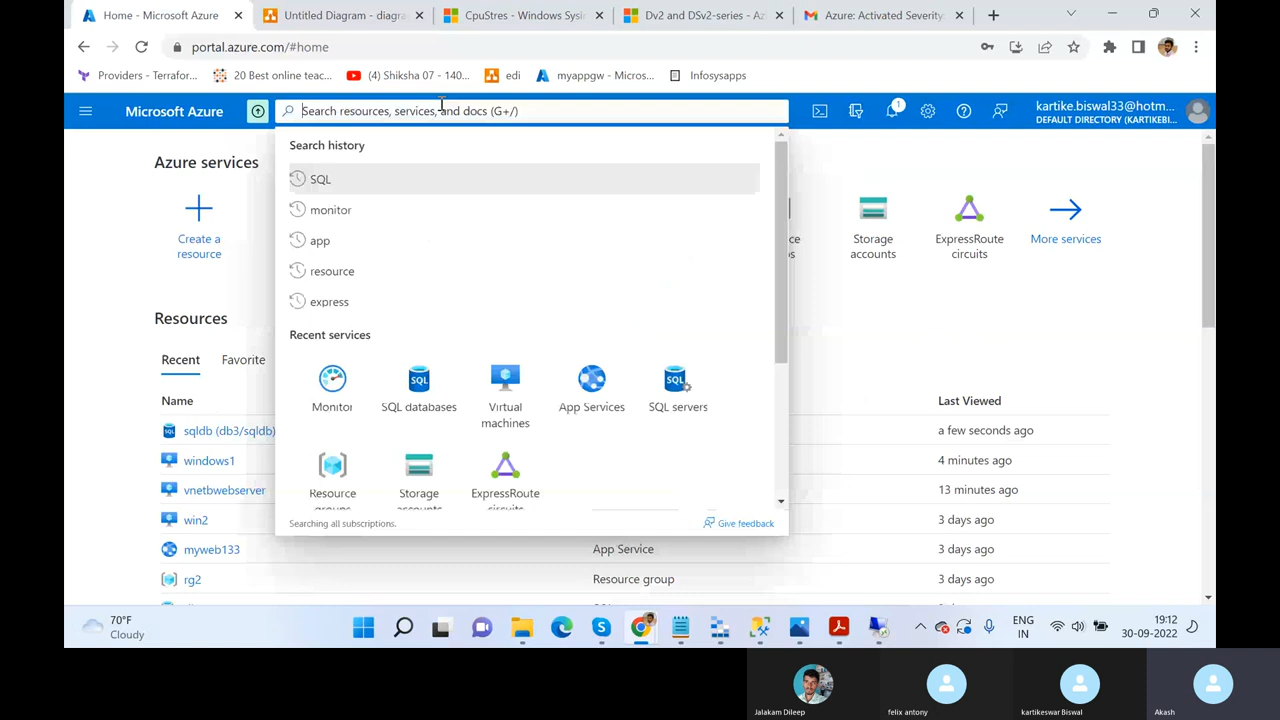 Home - Microsoft Azure
Untitled Diagram - diagra
CpuStres - Windows Sysi
Dv2 and DSv2-series - Az
Azure: Activated Severity
portal.azure.com/#home
Providers - Terrafor...
20 Best online teac...
(4) Shiksha 07 - 140...
edi
myappgw - Micros...
Infosysapps
Microsoft Azure
Search resources, services, and docs (G+/)
1
kartike.biswal33@hotm...
DEFAULT DIRECTORY (KARTIKEBI...
Azure services
Create a
resource
Storage
accounts
ExpressRoute
circuits
More services
Search history
SQL
monitor
app
resource
express
Recent services
Monitor
SQL databases
Virtual
machines
App Services
SQL servers
Resource
groups
Storage
accounts
ExpressRoute
circuits
Searching all subscriptions.
Give feedback
Resources
Recent
Favorite
Name
Last Viewed
sqldb (db3/sqldb)
a few seconds ago
windows1
4 minutes ago
vnetbwebserver
13 minutes ago
win2
3 days ago
myweb133
App Service
3 days ago
rg2
Resource group
3 days ago
70°F
Cloudy
ENG
IN
19:12
30-09-2022
Jalakam Dileep
felix antony
kartikeswar Biswal
Akash